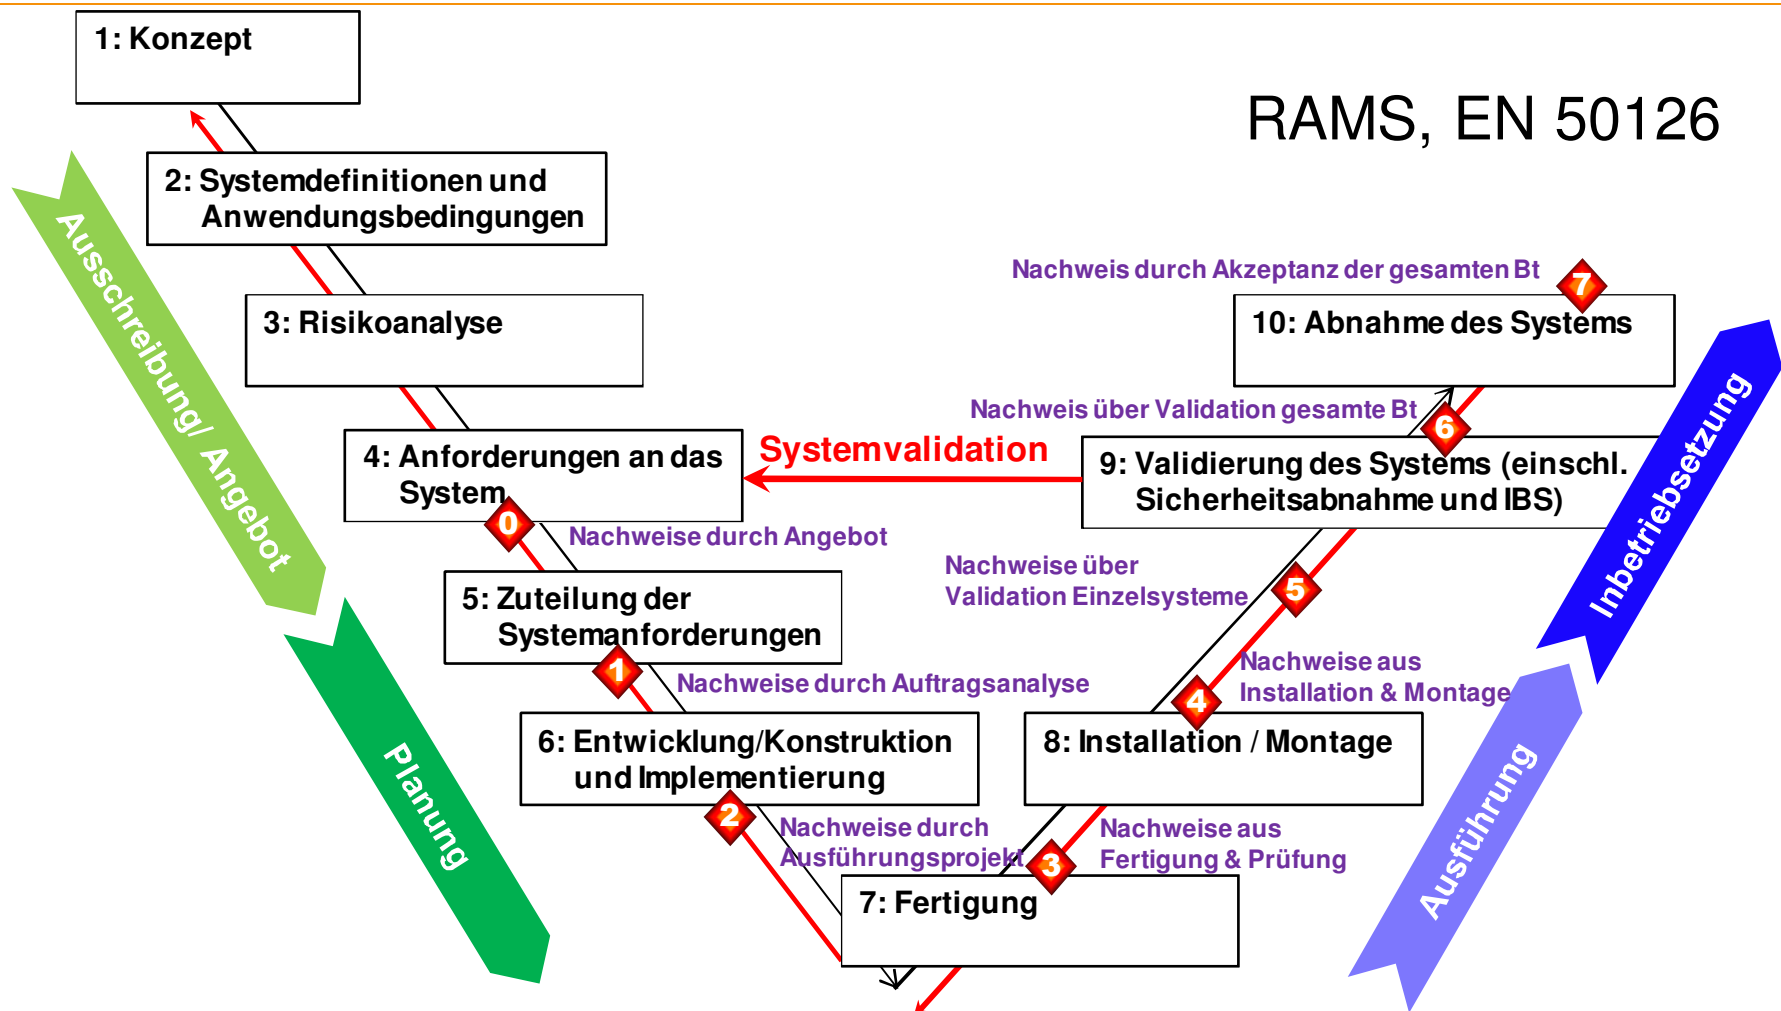 1: Konzept
RAMS, EN 50126
2: Systemdefinitionen und
Anwendungsbedingungen
3: Risikoanalyse
4: Anforderungen an das
System
0
Nachweise durch Angebot
5: Zuteilung der
Systemanforderungen
1
Nachweise durch Auftragsanalyse
6: Entwicklung/Konstruktion
und Implementierung
2
Nachweise durch
Ausführungsprojekt
7: Fertigung
3
Nachweise aus
Fertigung & Prüfung
8: Installation / Montage
4
Nachweise aus
Installation & Montage
5
Nachweise über
Validation Einzelsysteme
9: Validierung des Systems (einschl.
Sicherheitsabnahme und IBS)
Systemvalidation
6
Nachweis über Validation gesamte Bt
10: Abnahme des Systems
7
Nachweis durch Akzeptanz der gesamten Bt
Ausschreibung/ Angebot
Planung
Ausführung
Inbetriebsetzung